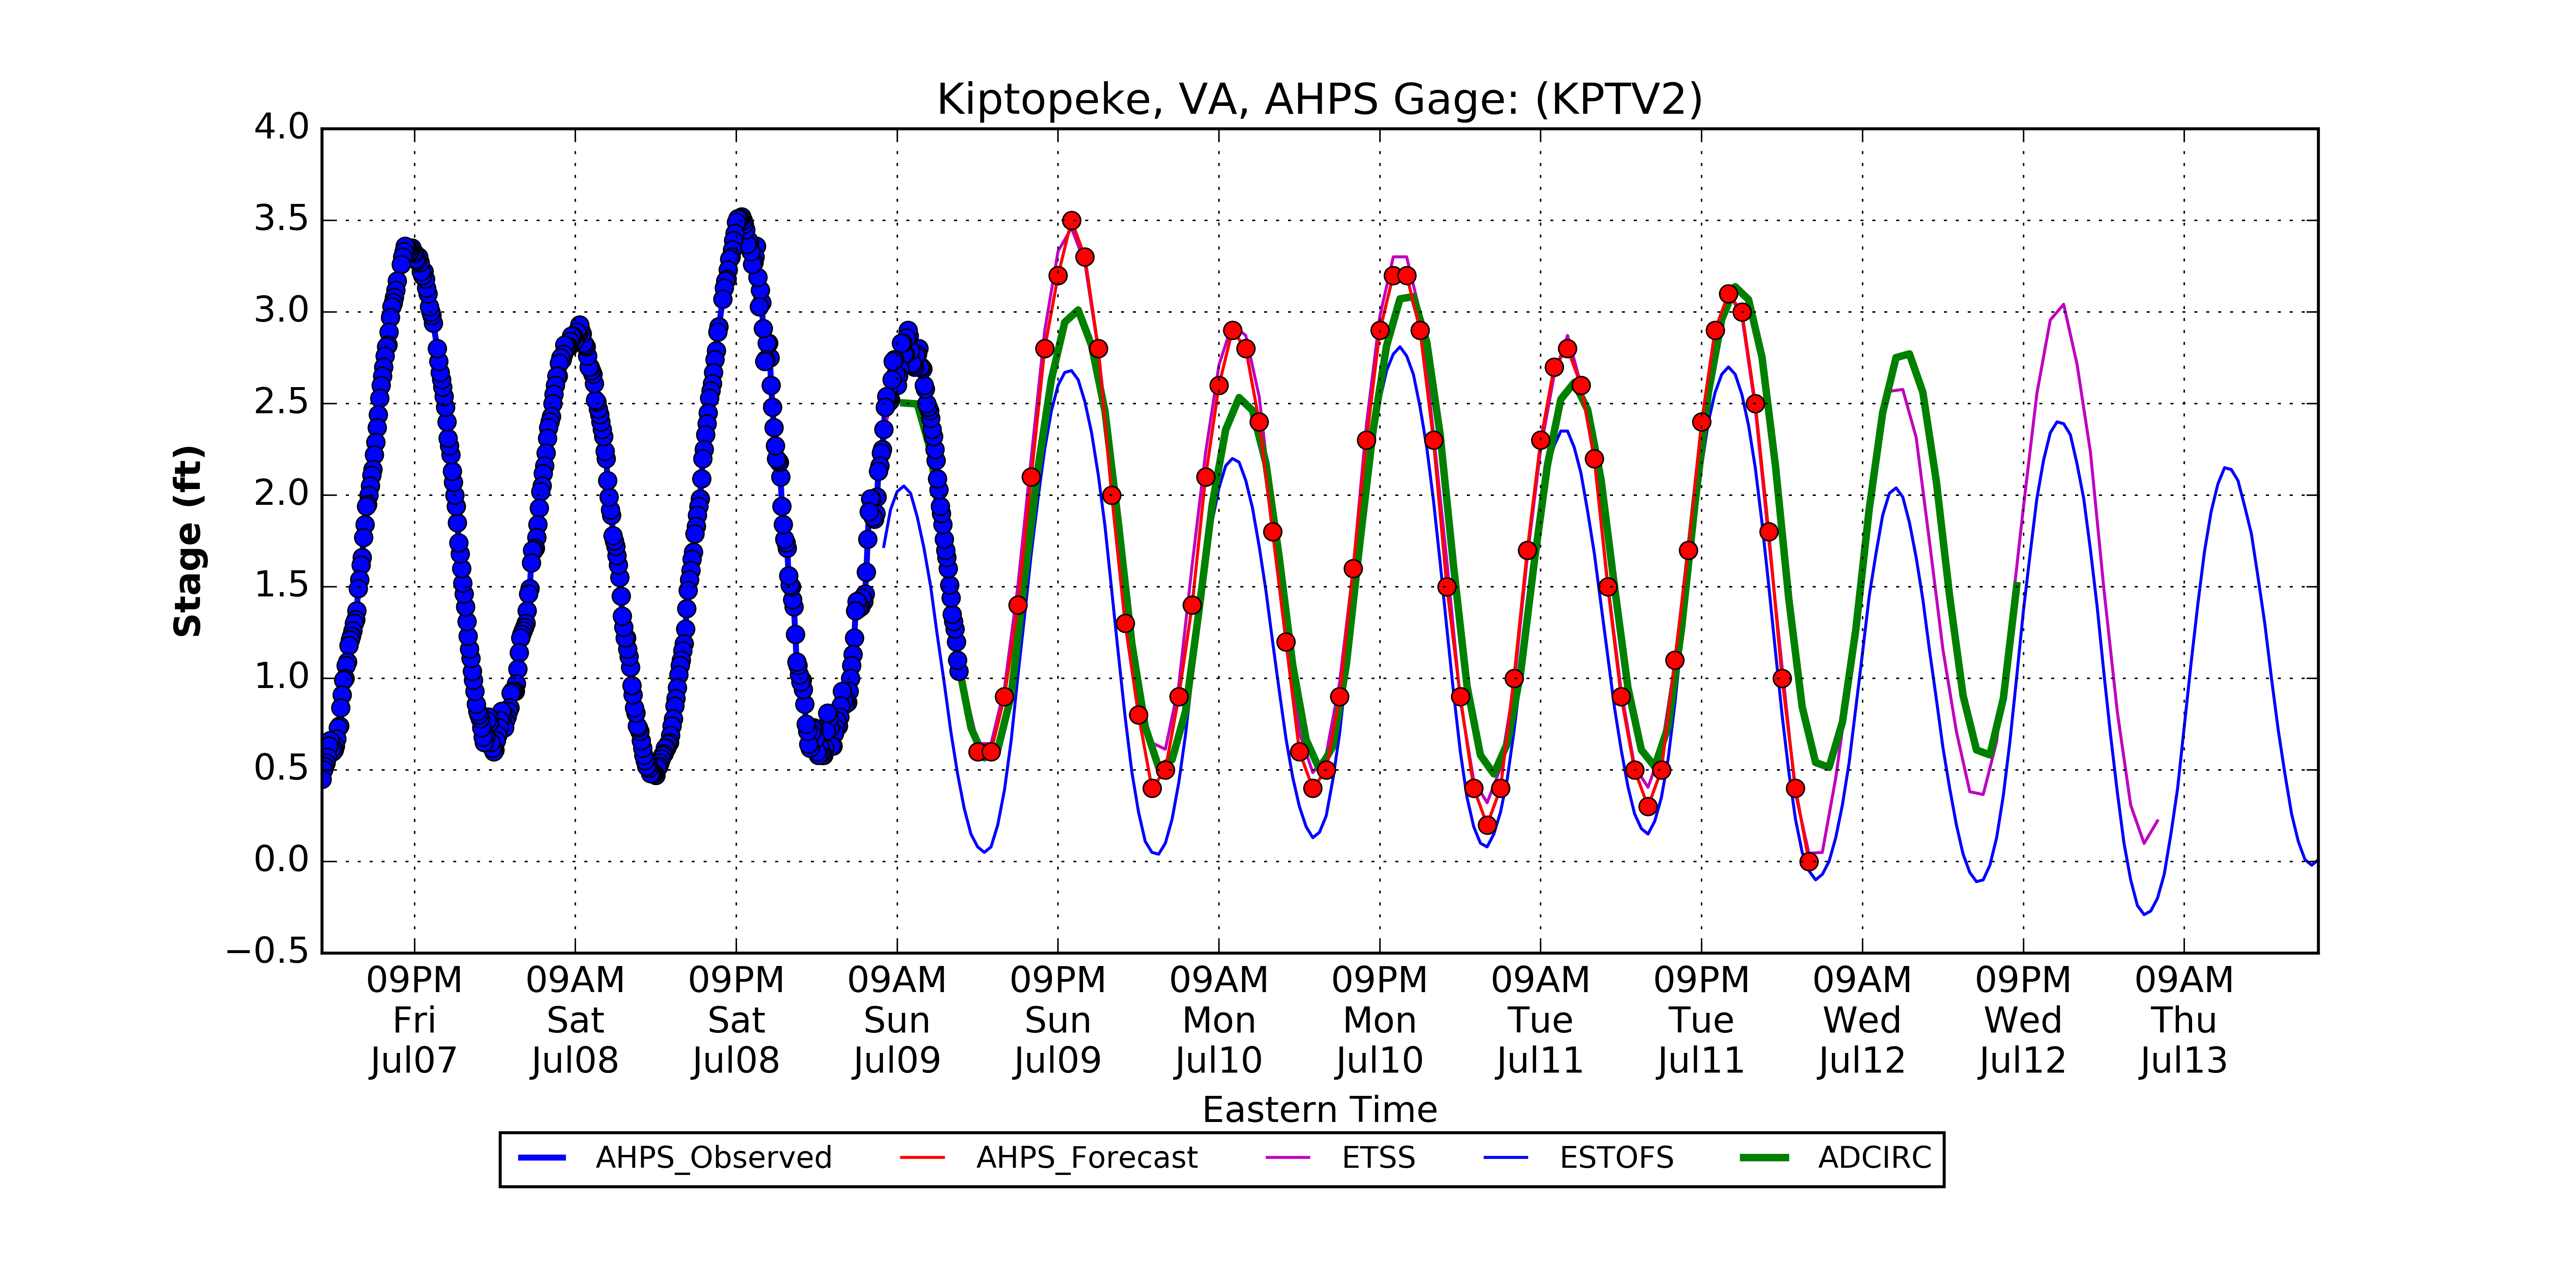 Kiptopeke, VA, AHPS Gage: (KPTV2)
4.0
3.5
3.0
2.5
2.0
1.5
1.0
0.5
0.0
−0.5
Stage (ft)
09PM 09AM 09PM 09AM 09PM 09AM 09PM 09AM 09PM 09AM 09PM 09AM
Fri Sat Sat Sun Sun Mon Mon Tue Tue Wed Wed Thu
Jul07 Jul08 Jul08 Jul09 Jul09 Jul10 Jul10 Jul11 Jul11 Jul12 Jul12 Jul13
Eastern Time
AHPS_Observed AHPS_Forecast ETSS ESTOFS ADCIRC